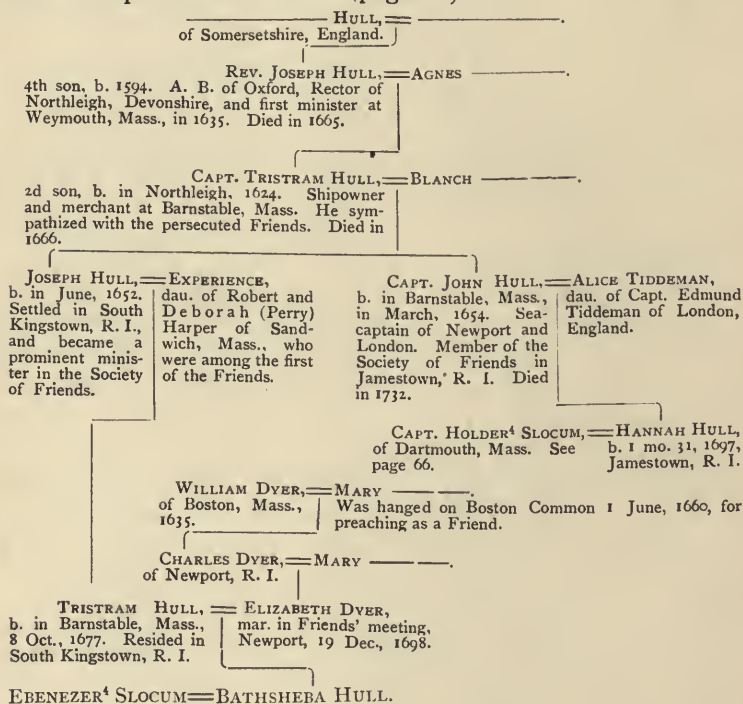 HULL,
of Somersetshire, England.
REV. JOSEPH HULL,
4th son, b. 1594. A. B. of Oxford, Rector of
Northleigh, Devonshire, and first minister at
Weymouth, Mass., in 1635. Died in 1665.
AGNES
CAPT. TRISTRAM HULL,
2d son, b. in Northleigh, 1624. Shipowner
and merchant at Barnstable, Mass. He sym-
pathized with the persecuted Friends. Died in
1666.
BLANCH
JOSEPH HULL,
b. in June, 1652.
Settled in South
Kingstown, R. I.,
and became a
prominent minis-
ter in the Society
of Friends.
EXPERIENCE,
dau. of Robert and
Deborah (Perry)
Harper of Sand-
wich, Mass., who
were among the first
of the Friends.
CAPT. JOHN HULL,
b. in Barnstable, Mass.,
in March, 1654. Sea-
captain of Newport and
London. Member of the
Society of Friends in
Jamestown, R. I. Died
in 1732.
ALICE TIDDEMAN,
dau. of Capt. Edmund
Tiddeman of London,
England.
CAPT. HOLDER⁴ SLOCUM,
of Dartmouth, Mass. See
page 66.
HANNAH HULL,
b. 1 mo. 31, 1697,
Jamestown, R. I.
WILLIAM DYER,
of Boston, Mass.,
1635.
MARY
Was hanged on Boston Common 1 June, 1660, for
preaching as a Friend.
CHARLES DYER,
of Newport, R. I.
MARY
TRISTRAM HULL,
b. in Barnstable, Mass.,
8 Oct., 1677. Resided in
South Kingstown, R. I.
ELIZABETH DYER,
mar. in Friends' meeting,
Newport, 19 Dec., 1698.
EBENEZER⁴ SLOCUM=BATHSHEBA HULL.